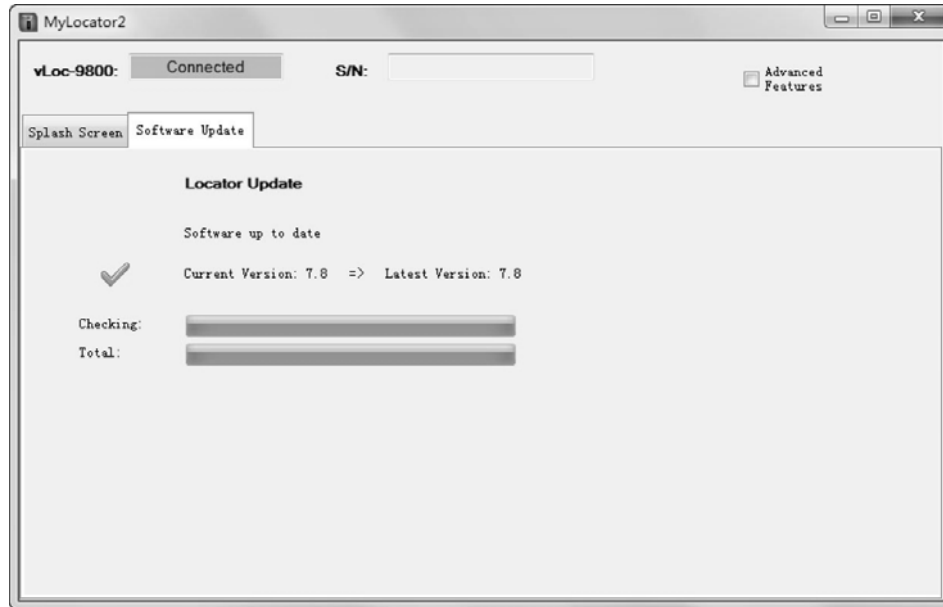 MyLocator2
vLoc-9800: Connected S/N:
Advanced
Features
Splash Screen Software Update
Locator Update
Software up to date
Current Version: 7.8 => Latest Version: 7.8
Checking:
Total: